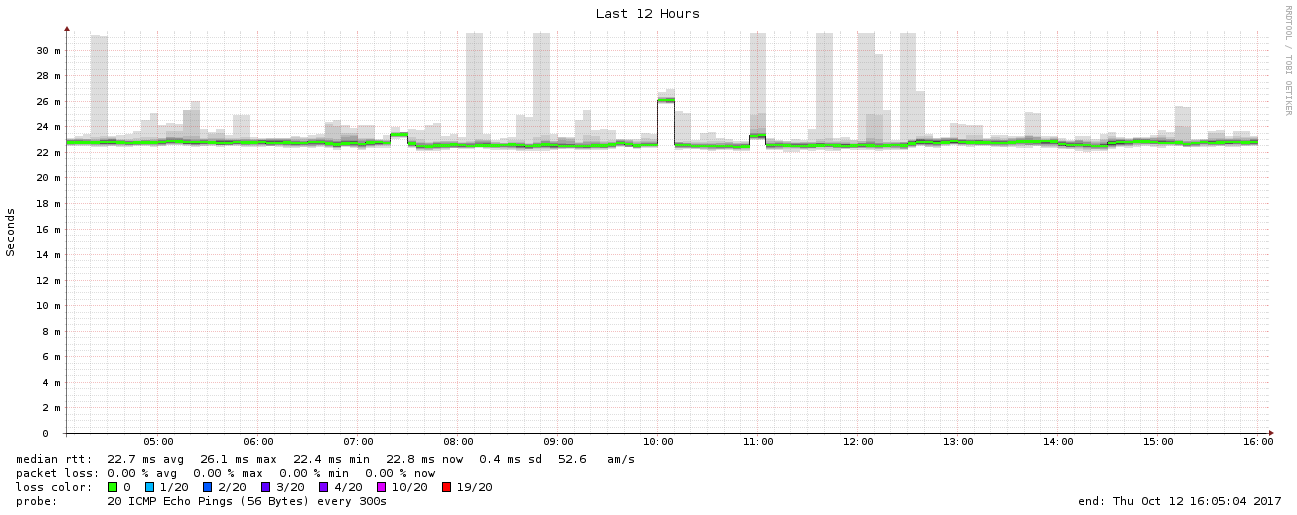 Last 12 Hours
RRDTOOL / TOBI OETIKER
Seconds
30 m
28 m
26 m
24 m
22 m
20 m
18 m
16 m
14 m
12 m
10 m
8 m
6 m
4 m
2 m
0
05:00 06:00 07:00 08:00 09:00 10:00 11:00 12:00 13:00 14:00 15:00 16:00
median rtt: 22.7 ms avg 26.1 ms max 22.4 ms min 22.8 ms now 0.4 ms sd 52.6 am/s
packet loss: 0.00 % avg 0.00 % max 0.00 % min 0.00 % now
loss color: 0 1/20 2/20 3/20 4/20 10/20 19/20
probe: 20 ICMP Echo Pings (56 Bytes) every 300s end: Thu Oct 12 16:05:04 2017